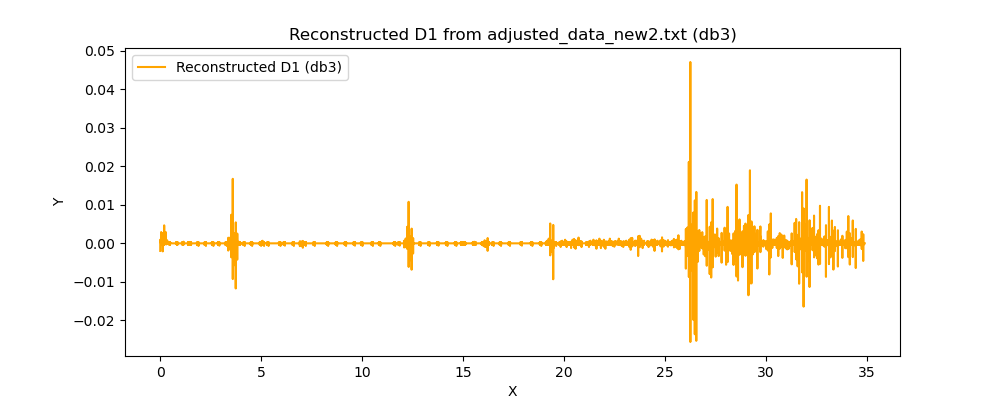 Reconstructed D1 from adjusted_data_new2.txt (db3)
Reconstructed D1 (db3)
0.05
0.04
0.03
0.02
0.01
0.00
−0.01
−0.02
Y
0 5 10 15 20 25 30 35
X